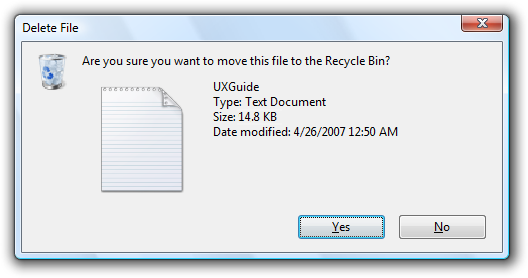 Delete File
Are you sure you want to move this file to the Recycle Bin?
UXGuide
Type: Text Document
Size: 14.8 KB
Date modified: 4/26/2007 12:50 AM
Yes
No